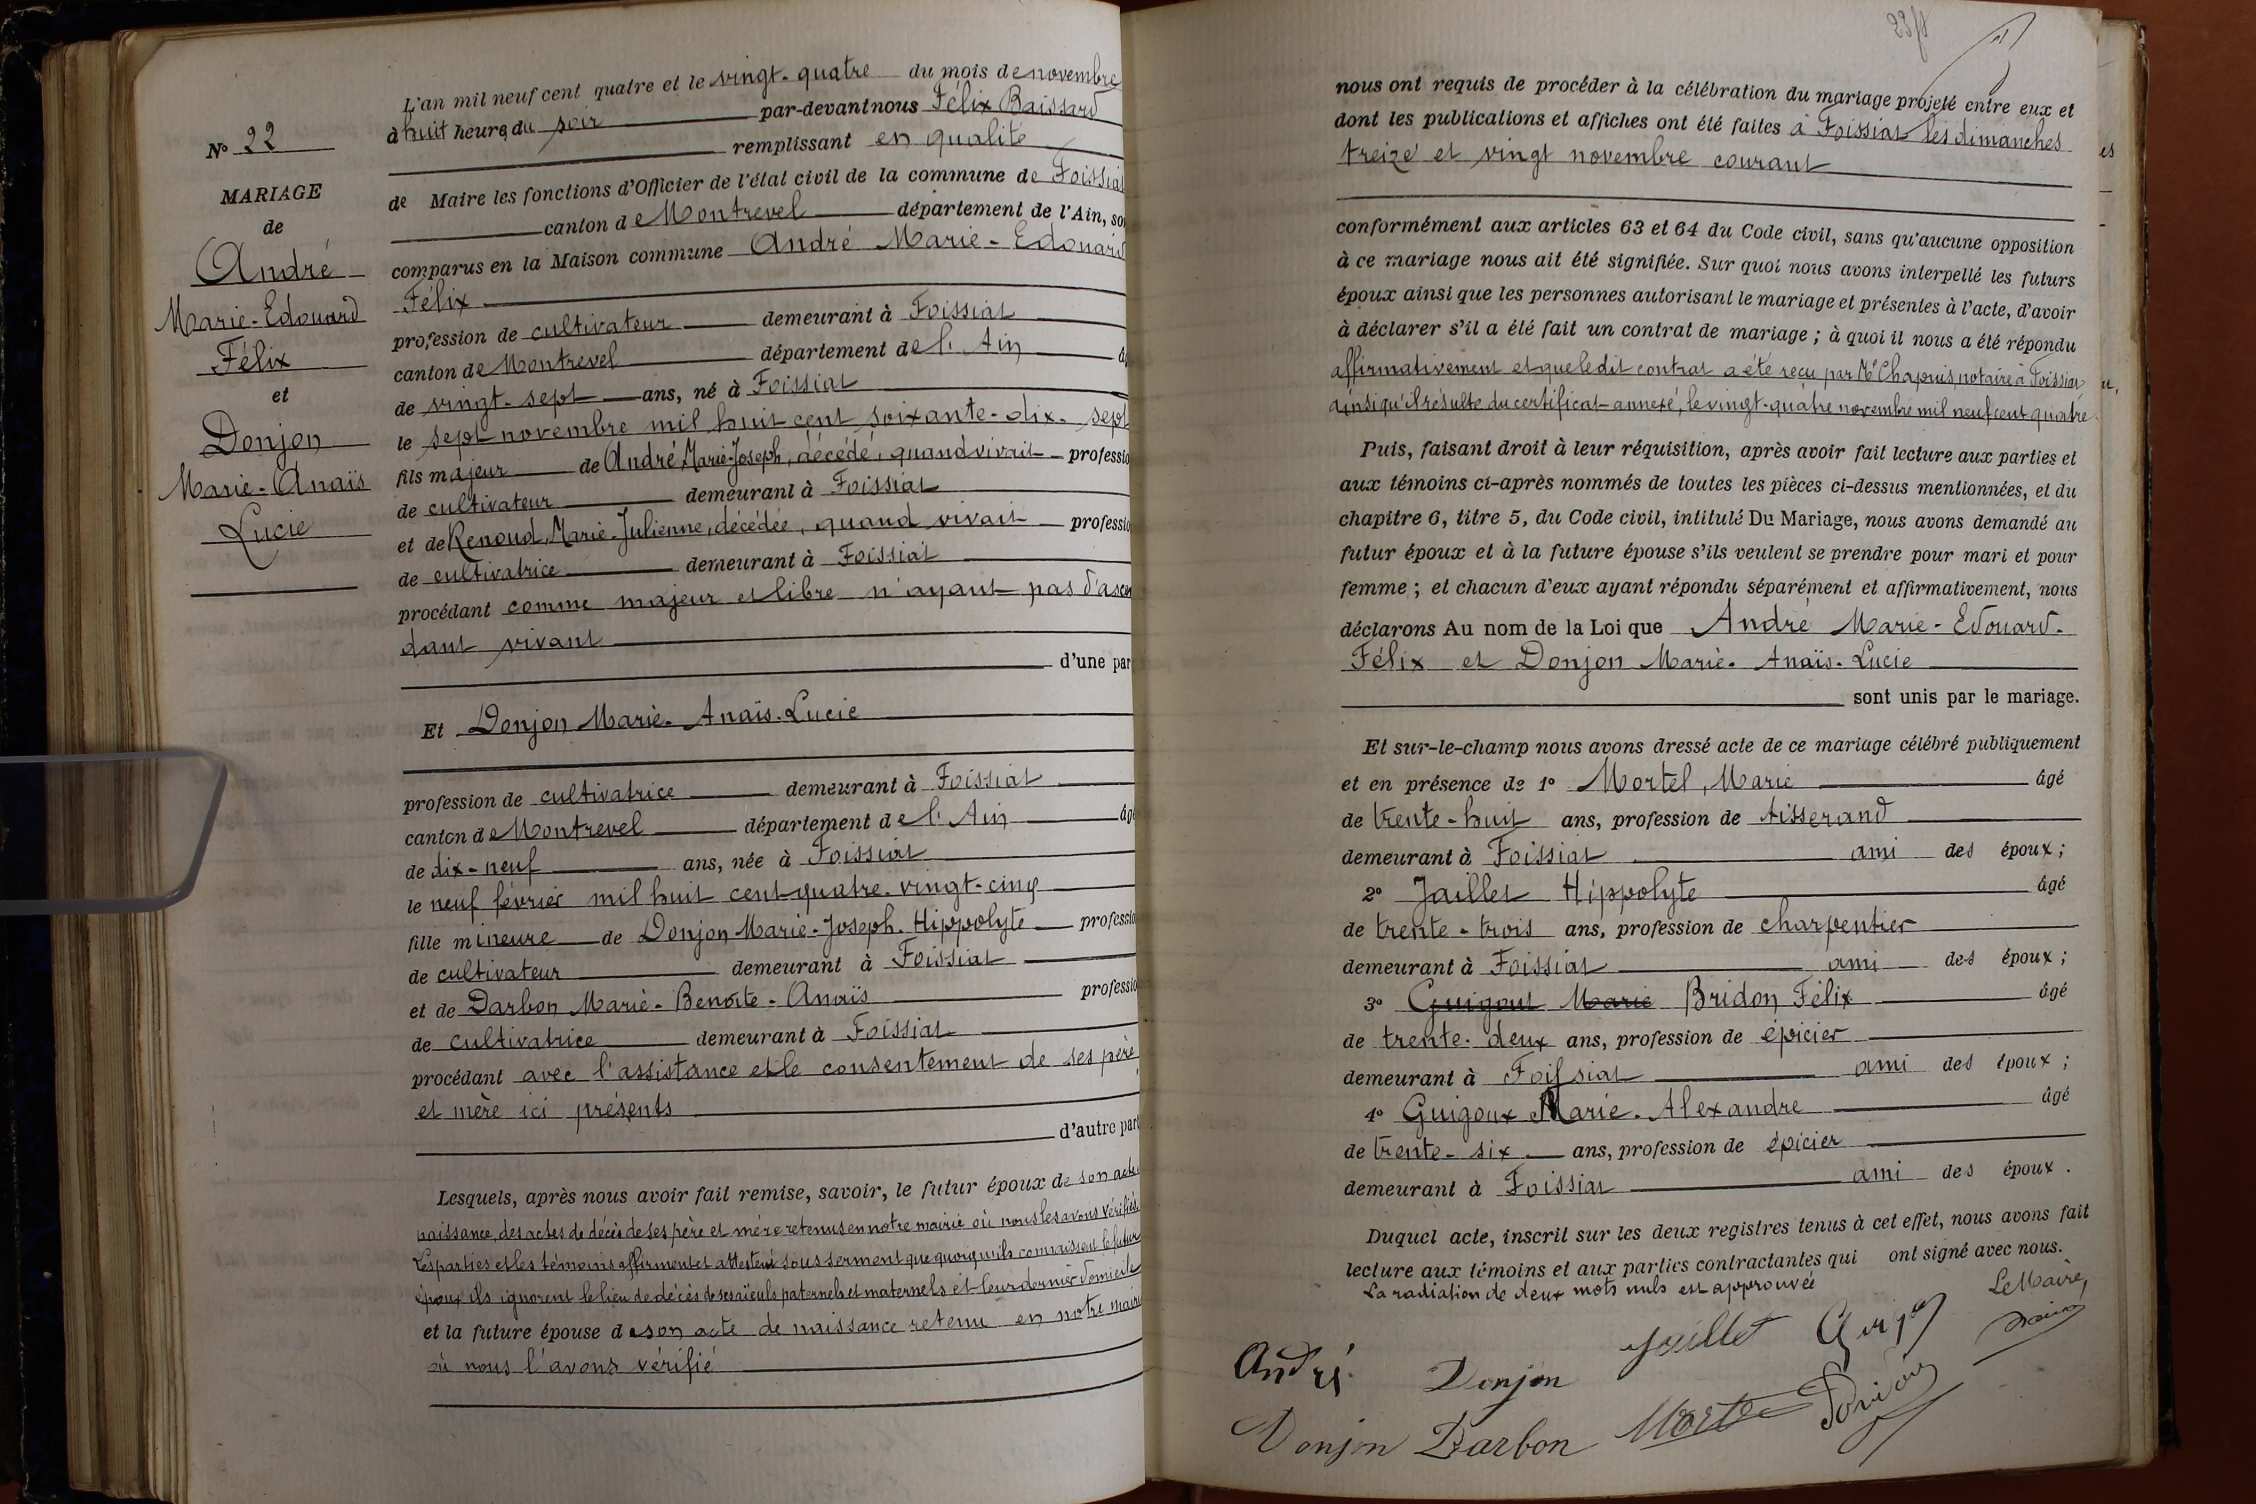 L'an mil neuf cent quatre et le vingt-quatre du mois de novembre
à huit heures du soir par-devant nous Félix Baissard
remplissant en qualité
de Maire les fonctions d'Officier de l'état civil de la commune de Foissiat
canton de Montrevel département de l'Ain, so
comparus en la Maison commune André Marie-Edouard
Félix
profession de cultivateur demeurant à Foissiat
canton de Montrevel département de l'Ain âg
de vingt-sept ans, né à Foissiat
le sept novembre mil huit cent soixante-dix-sept
fils majeur de André, Marie-Joseph, décédé, quand vivait professio
de cultivateur demeurant à Foissiat
et de Renoud, Marie-Julienne, décédée, quand vivait professio
de cultivatrice demeurant à Foissiat
procédant comme majeur et libre n'ayant pas d'ascen
dant vivant
d'une par
Et Donjon Marie-Anaïs-Lucie
profession de cultivatrice demeurant à Foissiat
canton de Montrevel département de l'Ain âgé
de dix-neuf ans, née à Foissiat
le neuf février mil huit cent quatre-vingt-cinq
fille mineure de Donjon Marie-Joseph-Hippolyte professio
de cultivateur demeurant à Foissiat
et de Darbon Marie-Benoîte-Anaïs professio
de cultivatrice demeurant à Foissiat
procédant avec l'assistance et le consentement de ses père
et mère ici présents
d'autre part
Lesquels, après nous avoir fait remise, savoir, le futur époux de son acte
naissance, des actes de décès de ses père et mère retenus en notre mairie où nous les avons vérifiés
Les parties et les témoins affirment et attestent sous serment que quoiqu'ils connaissent le futur
époux ils ignorent le lieu de décès de ses aïeuls paternels et maternels et leur dernier domicile
et la future épouse de son acte de naissance retenu en notre mairie
où nous l'avons vérifié
No 22
MARIAGE
de
André
Marie-Edouard
Félix
et
Donjon
Marie-Anaïs
Lucie
nous ont requis de procéder à la célébration du mariage projeté entre eux et
dont les publications et affiches ont été faites à Foissiat les dimanches
treize et vingt novembre courant
conformément aux articles 63 et 64 du Code civil, sans qu'aucune opposition
à ce mariage nous ait été signifiée. Sur quoi nous avons interpellé les futurs
époux ainsi que les personnes autorisant le mariage et présentes à l'acte, d'avoir
à déclarer s'il a été fait un contrat de mariage ; à quoi il nous a été répondu
affirmativement et que ledit contrat a été reçu par Me Chapuis, notaire à Foissiat
ainsi qu'il résulte du certificat annexé, le vingt-quatre novembre mil neuf cent quatre
Puis, faisant droit à leur réquisition, après avoir fait lecture aux parties et
aux témoins ci-après nommés de toutes les pièces ci-dessus mentionnées, et du
chapitre 6, titre 5, du Code civil, intitulé Du Mariage, nous avons demandé au
futur époux et à la future épouse s'ils veulent se prendre pour mari et pour
femme ; et chacun d'eux ayant répondu séparément et affirmativement, nous
déclarons Au nom de la Loi que André Marie-Edouard-
Félix et Donjon Marie-Anaïs-Lucie
sont unis par le mariage.
Et sur-le-champ nous avons dressé acte de ce mariage célébré publiquement
et en présence de 1º Mortel, Marie âgé
de trente-huit ans, profession de tisserand
demeurant à Foissiat ami des époux ;
2º Jaillet Hippolyte âgé
de trente-trois ans, profession de charpentier
demeurant à Foissiat ami des époux ;
3º Guigout Marie Bridon Félix âgé
de trente-deux ans, profession de épicier
demeurant à Foissiat ami des époux ;
4º Guigoux Marie-Alexandre âgé
de trente-six ans, profession de épicier
demeurant à Foissiat ami des époux.
Duquel acte, inscrit sur les deux registres tenus à cet effet, nous avons fait
lecture aux témoins et aux parties contractantes qui ont signé avec nous.
La radiation de deux mots nuls est approuvée
Le Maire,
Jaillet
André Donjon
Donjon Darbon Mortel